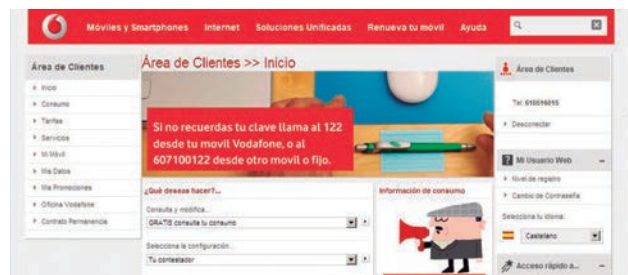 Móviles y Smartphones Internet Soluciones Unificadas Renueva tu móvil Ayuda
Área de Clientes
Inicio
Consumo
Tarifas
Servicios
Mi Móvil
Mis Datos
Mis Promociones
Oficina Vodafone
Contrato Permanencia
Área de Clientes >> Inicio
Si no recuerdas tu clave llama al 122
desde tu movil Vodafone, o al
607100122 desde otro movil o fijo.
¿Qué deseas hacer?...
Consulta y modifica...
GRATIS consulta tu consumo
Selecciona la configuración...
Tu contestador
Información de consumo
Área de Clientes
Tel:
Desconectar
Mi Usuario Web
Nivel de registro
Cambio de Contraseña
Selecciona tu idioma:
Castellano
Acceso rápido a...